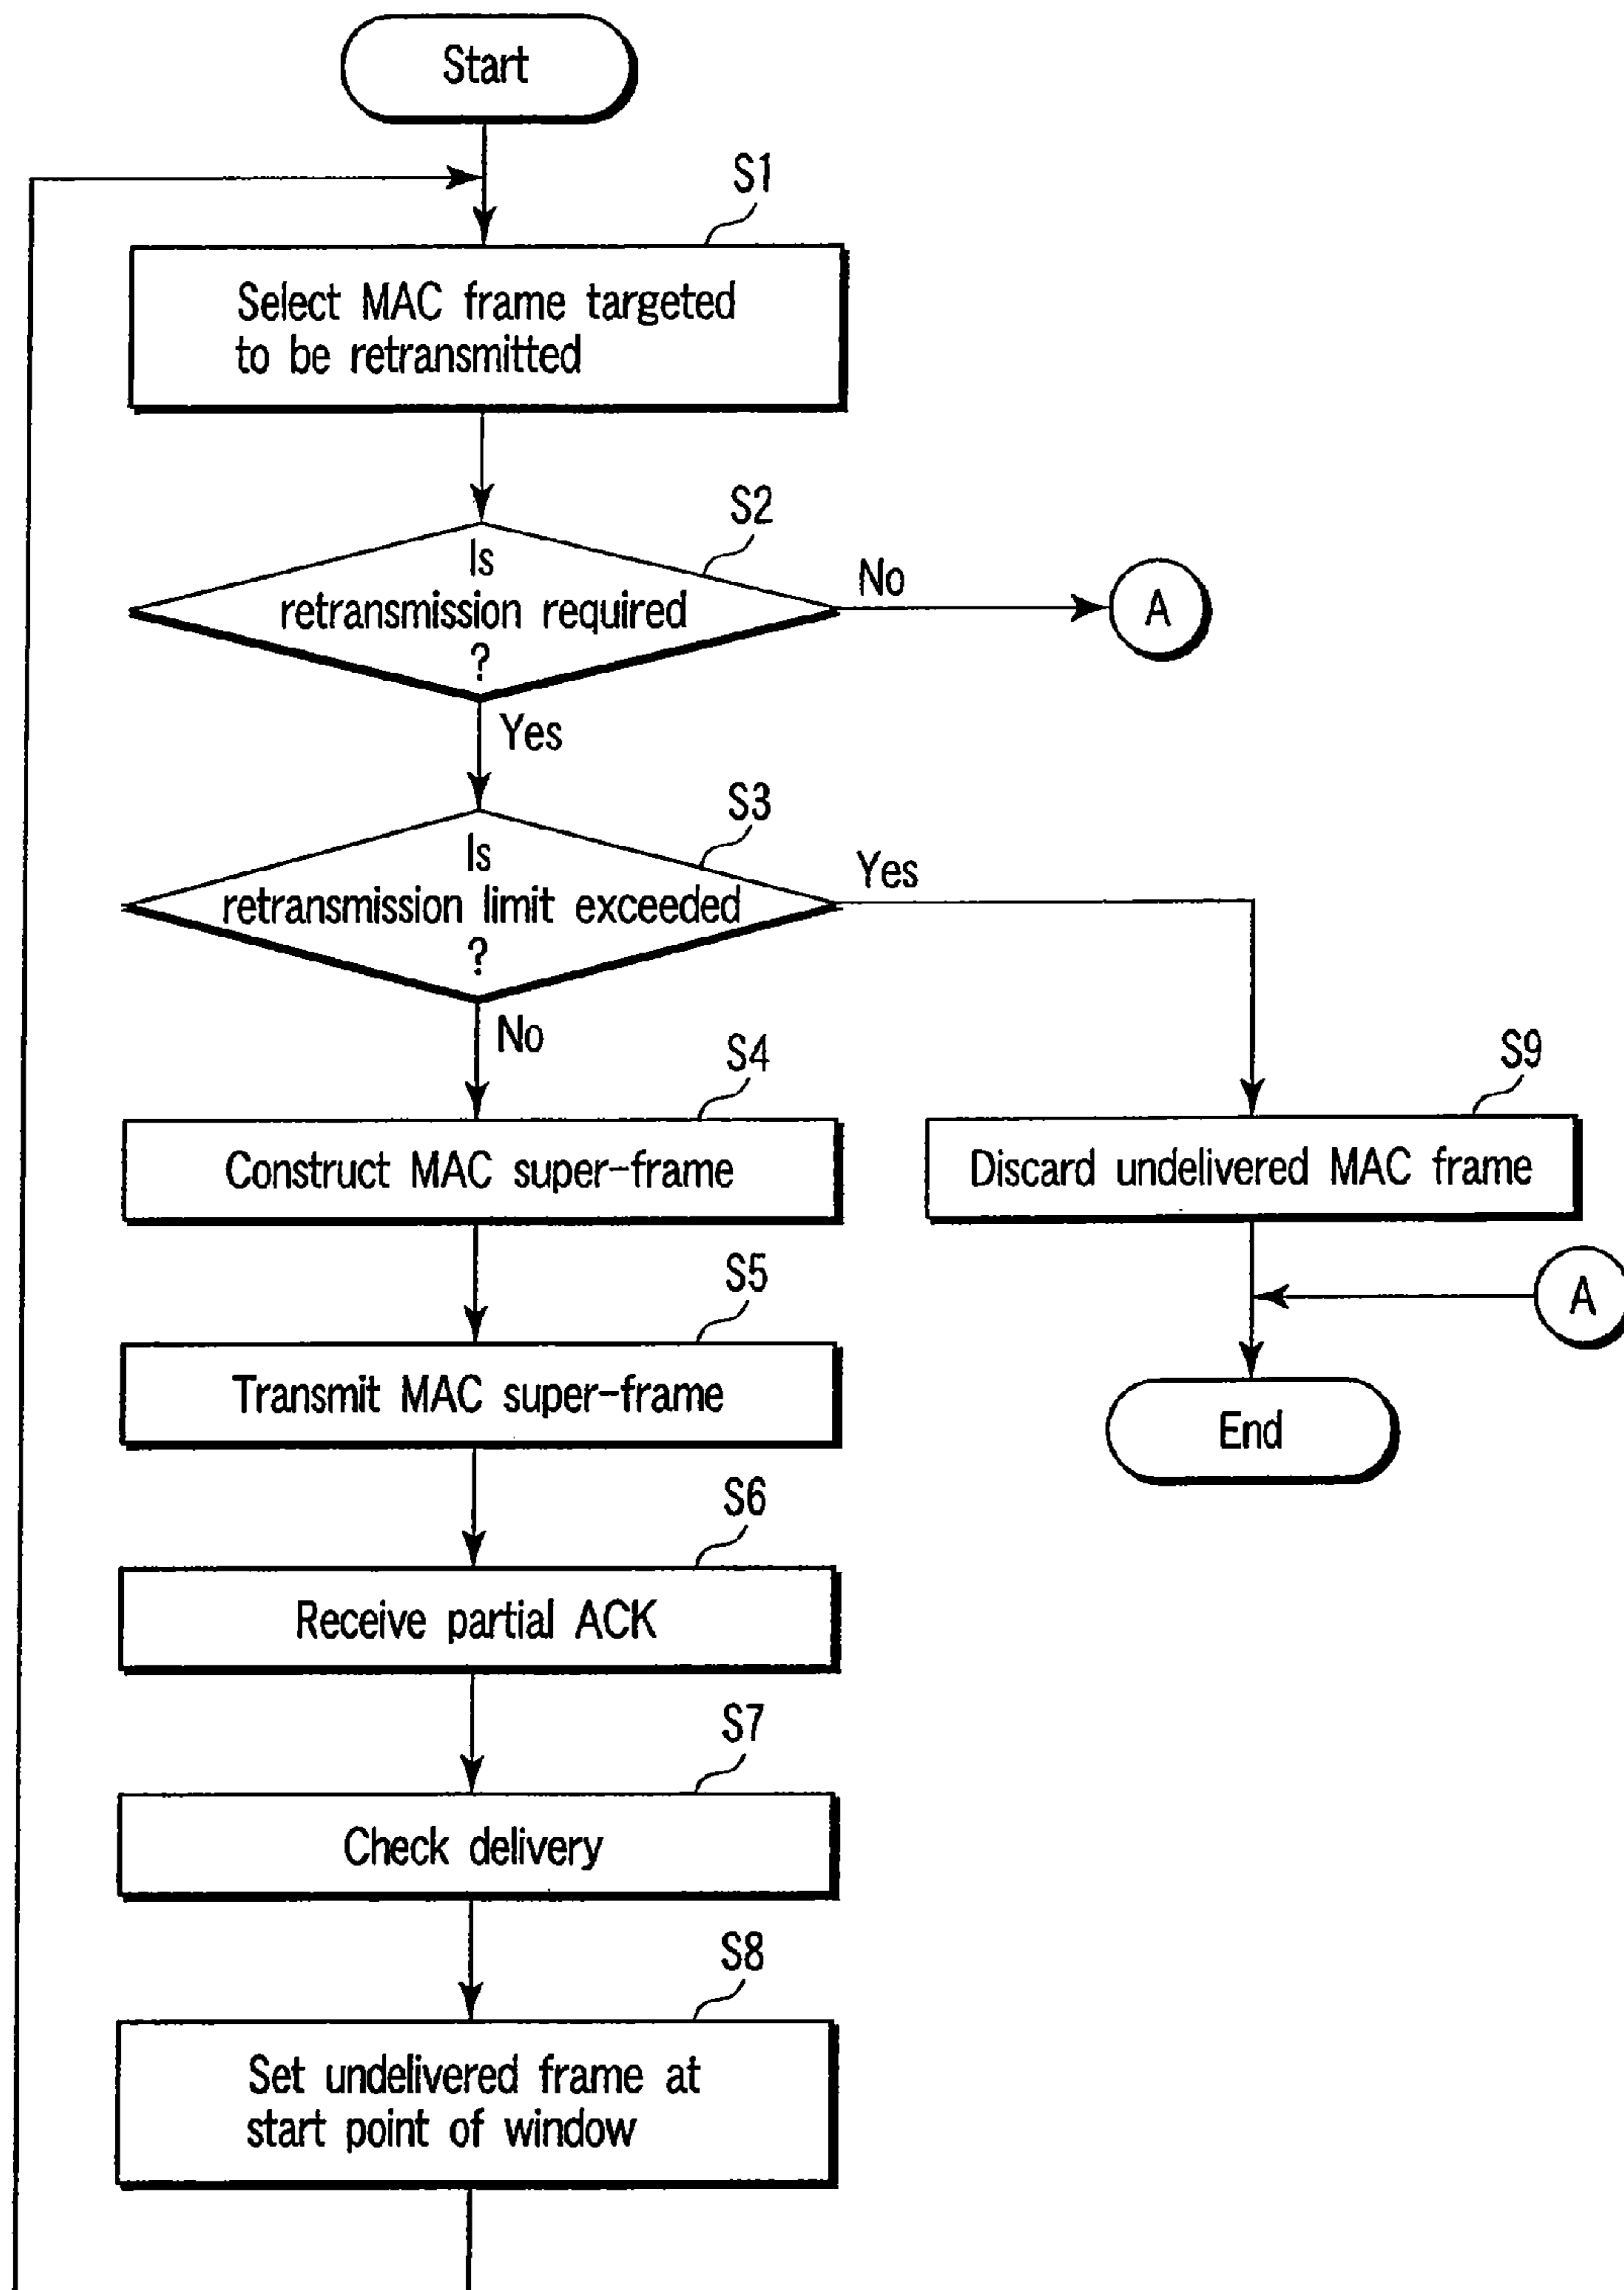 Start
S1
Select MAC frame targeted
to be retransmitted
S2
Is
retransmission required
?
No
A
Yes
S3
Is
retransmission limit exceeded
?
Yes
No
S4
Construct MAC super-frame
S9
Discard undelivered MAC frame
S5
Transmit MAC super-frame
A
End
S6
Receive partial ACK
S7
Check delivery
S8
Set undelivered frame at
start point of window